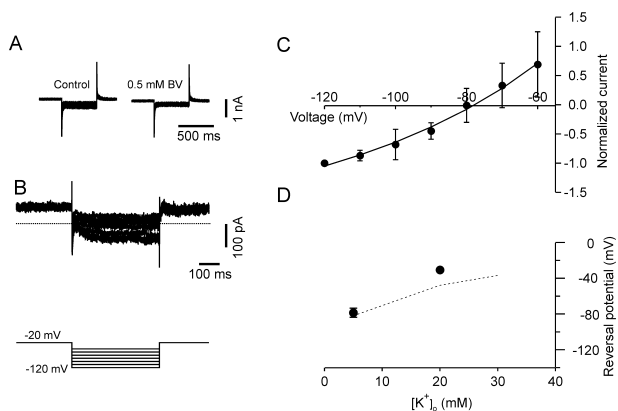 A
Control
0.5 mM BV
1 nA
500 ms
B
100 pA
100 ms
-20 mV
-120 mV
C
1.5
1.0
0.5
0.0
-0.5
-1.0
-1.5
Normalized current
-120
-100
-80
-60
Voltage (mV)
D
0
-40
-80
-120
Reversal potential (mV)
0
10
20
30
40
[K+]o (mM)